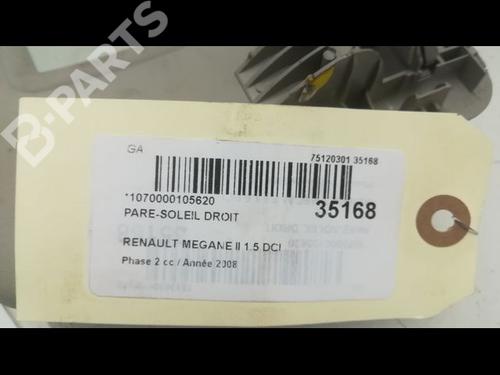 B-PARTS
GA
75120301 35168
*1070000105620
PARE-SOLEIL DROIT
35168
RENAULT MEGANE II 1.5 DCI
Phase 2 cc / Année 2008